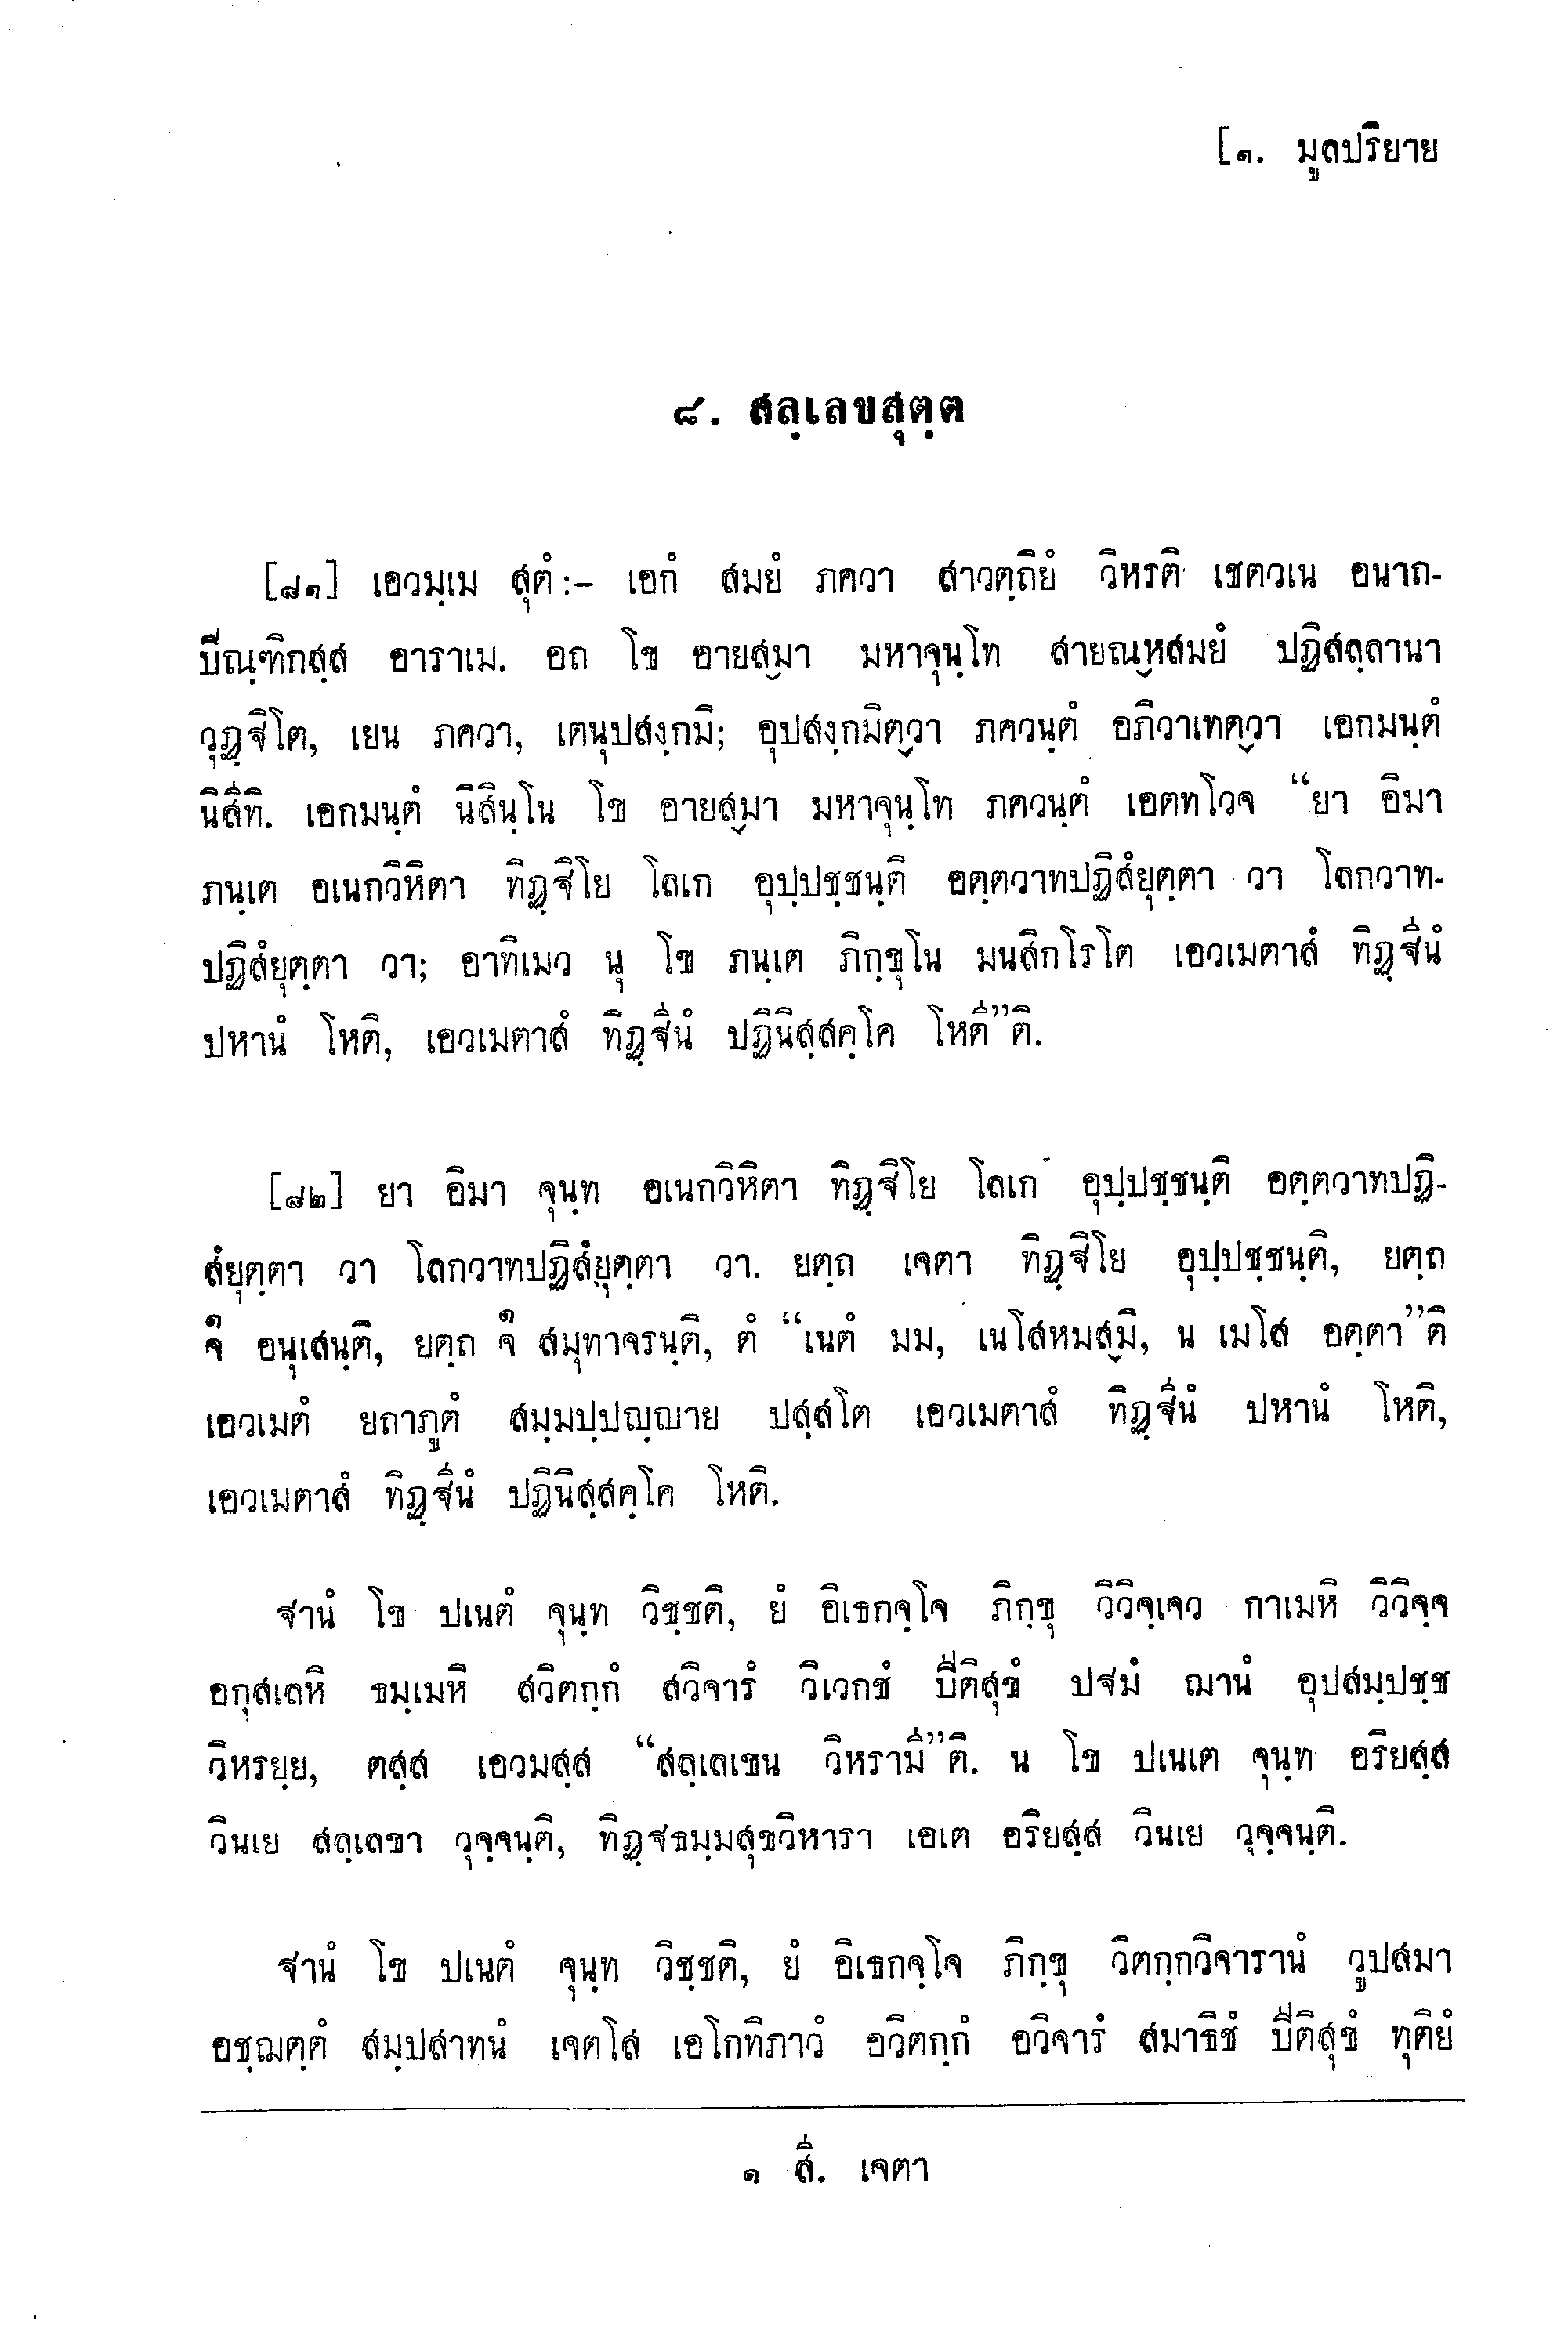 [๑. มูลปริยาย
๘. สลฺเลขสุตฺต
[๘๑] เอวมฺเม สุตํ:– เอกํ สมยํ ภควา สาวตฺถิยํ วิหรติ เชตวเน อนาถ-
ปิณฺฑิกสฺส อาราเม. อถ โข อายสฺมา มหาจุนฺโท สายณฺหสมยํ ปฏิสลฺลานา
วุฏฺฐิโต, เยน ภควา, เตนุปสงฺกมิ; อุปสงฺกมิตฺวา ภควนฺตํ อภิวาเทตฺวา เอกมนฺตํ
นิสีทิ. เอกมนฺตํ นิสินฺโน โข อายสฺมา มหาจุนฺโท ภควนฺตํ เอตทโวจ “ยา อิมา
ภนฺเต อเนกวิหิตา ทิฏฺฐิโย โลเก อุปฺปชฺชนฺติ อตฺตวาทปฏิสํยุตฺตา วา โลกวาท-
ปฏิสํยุตฺตา วา; อาทิเมว นุ โข ภนฺเต ภิกฺขุโน มนสิกโรโต เอวเมตาสํ ทิฏฺฐีนํ
ปหานํ โหติ, เอวเมตาสํ ทิฏฺฐีนํ ปฏินิสฺสคฺโค โหตี”ติ.
[๘๒] ยา อิมา จุนฺท อเนกวิหิตา ทิฏฺฐิโย โลเก อุปฺปชฺชนฺติ อตฺตวาทปฏิ-
สํยุตฺตา วา โลกวาทปฏิสํยุตฺตา วา. ยตฺถ เจตา ทิฏฺฐิโย อุปฺปชฺชนฺติ, ยตฺถ
จ๑ อนุเสนฺติ, ยตฺถ จ๑ สมุทาจรนฺติ, ตํ “เนตํ มม, เนโสหมสฺมิ, น เมโส อตฺตา”ติ
เอวเมตํ ยถาภูตํ สมฺมปฺปญฺญาย ปสฺสโต เอวเมตาสํ ทิฏฺฐีนํ ปหานํ โหติ,
เอวเมตาสํ ทิฏฺฐีนํ ปฏินิสฺสคฺโค โหติ.
ฐานํ โข ปเนตํ จุนฺท วิชฺชติ, ยํ อิเธกจฺโจ ภิกฺขุ วิวิจฺเจว กาเมหิ วิวิจฺจ
อกุสเลหิ ธมฺเมหิ สวิตกฺกํ สวิจารํ วิเวกชํ ปีติสุขํ ปฐมํ ฌานํ อุปสมฺปชฺช
วิหรยฺย, ตสฺส เอวมสฺส “สลฺเลเขน วิหรามี”ติ. น โข ปเนเต จุนฺท อริยสฺส
วินเย สลฺเลขา วุจฺจนฺติ, ทิฏฺฐธมฺมสุขวิหารา เอเต อริยสฺส วินเย วุจฺจนฺติ.
ฐานํ โข ปเนตํ จุนฺท วิชฺชติ, ยํ อิเธกจฺโจ ภิกฺขุ วิตกฺกวิจารานํ วูปสมา
อชฺฌตฺตํ สมฺปสาทนํ เจตโส เอโกทิภาวํ อวิตกฺกํ อวิจารํ สมาธิชํ ปีติสุขํ ทุติยํ
๑ สี. เจตา